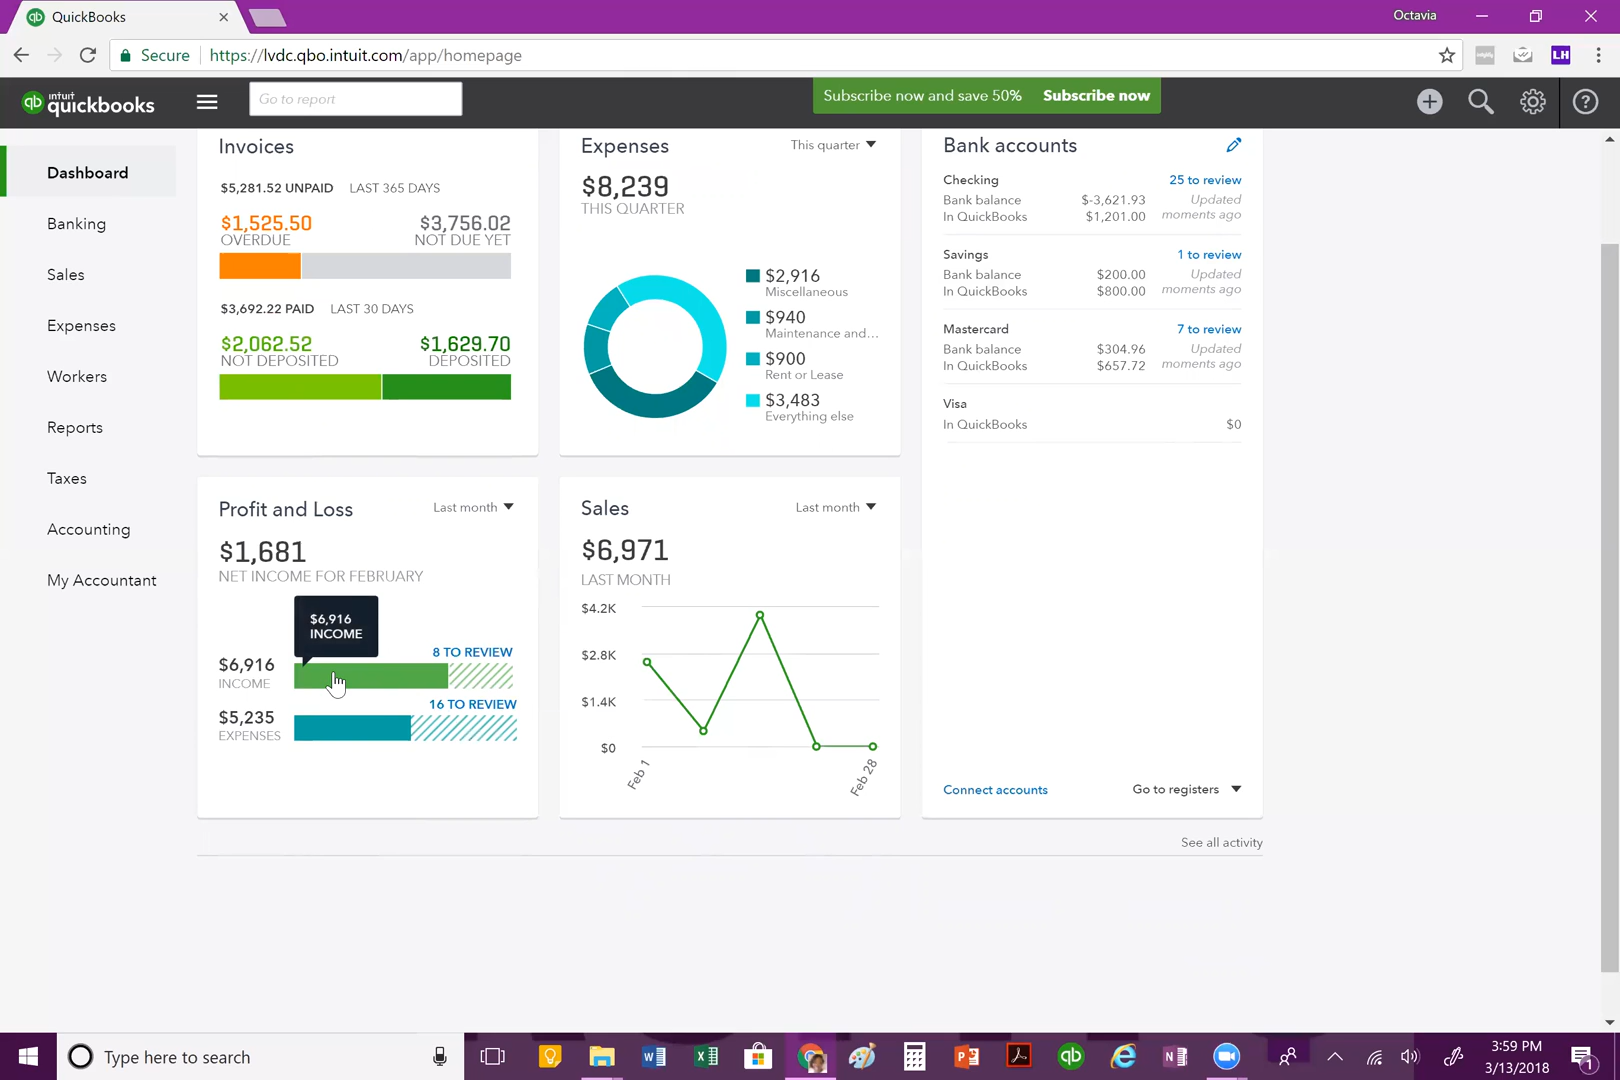 QuickBooks
Octavia
Secure
https://lvdc.qbo.intuit.com/app/homepage
LH
qb intuit quickbooks
Go to report
Subscribe now and save 50% Subscribe now
Dashboard
Banking
Sales
Expenses
Workers
Reports
Taxes
Accounting
My Accountant
Invoices
$5,281.52 UNPAID LAST 365 DAYS
$1,525.50 $3,756.02
OVERDUE NOT DUE YET
$3,692.22 PAID LAST 30 DAYS
$2,062.52 $1,629.70
NOT DEPOSITED DEPOSITED
Expenses This quarter
$8,239
THIS QUARTER
$2,916
Miscellaneous
$940
Maintenance and...
$900
Rent or Lease
$3,483
Everything else
Bank accounts
Checking 25 to review
Bank balance $-3,621.93 Updated
In QuickBooks $1,201.00 moments ago
Savings 1 to review
Bank balance $200.00 Updated
In QuickBooks $800.00 moments ago
Mastercard 7 to review
Bank balance $304.96 Updated
In QuickBooks $657.72 moments ago
Visa
In QuickBooks $0
Connect accounts Go to registers
Profit and Loss Last month
$1,681
NET INCOME FOR FEBRUARY
$6,916
INCOME
8 TO REVIEW
$6,916
INCOME
16 TO REVIEW
$5,235
EXPENSES
Sales Last month
$6,971
LAST MONTH
$4.2K
$2.8K
$1.4K
$0
Feb 1
Feb 28
See all activity
Type here to search
3:59 PM
3/13/2018
1